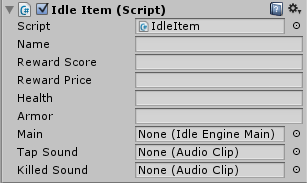 Idle Item (Script)
Script IdleItem
Name
Reward Score
Reward Price
Health
Armor
Main None (Idle Engine Main)
Tap Sound None (Audio Clip)
Killed Sound None (Audio Clip)